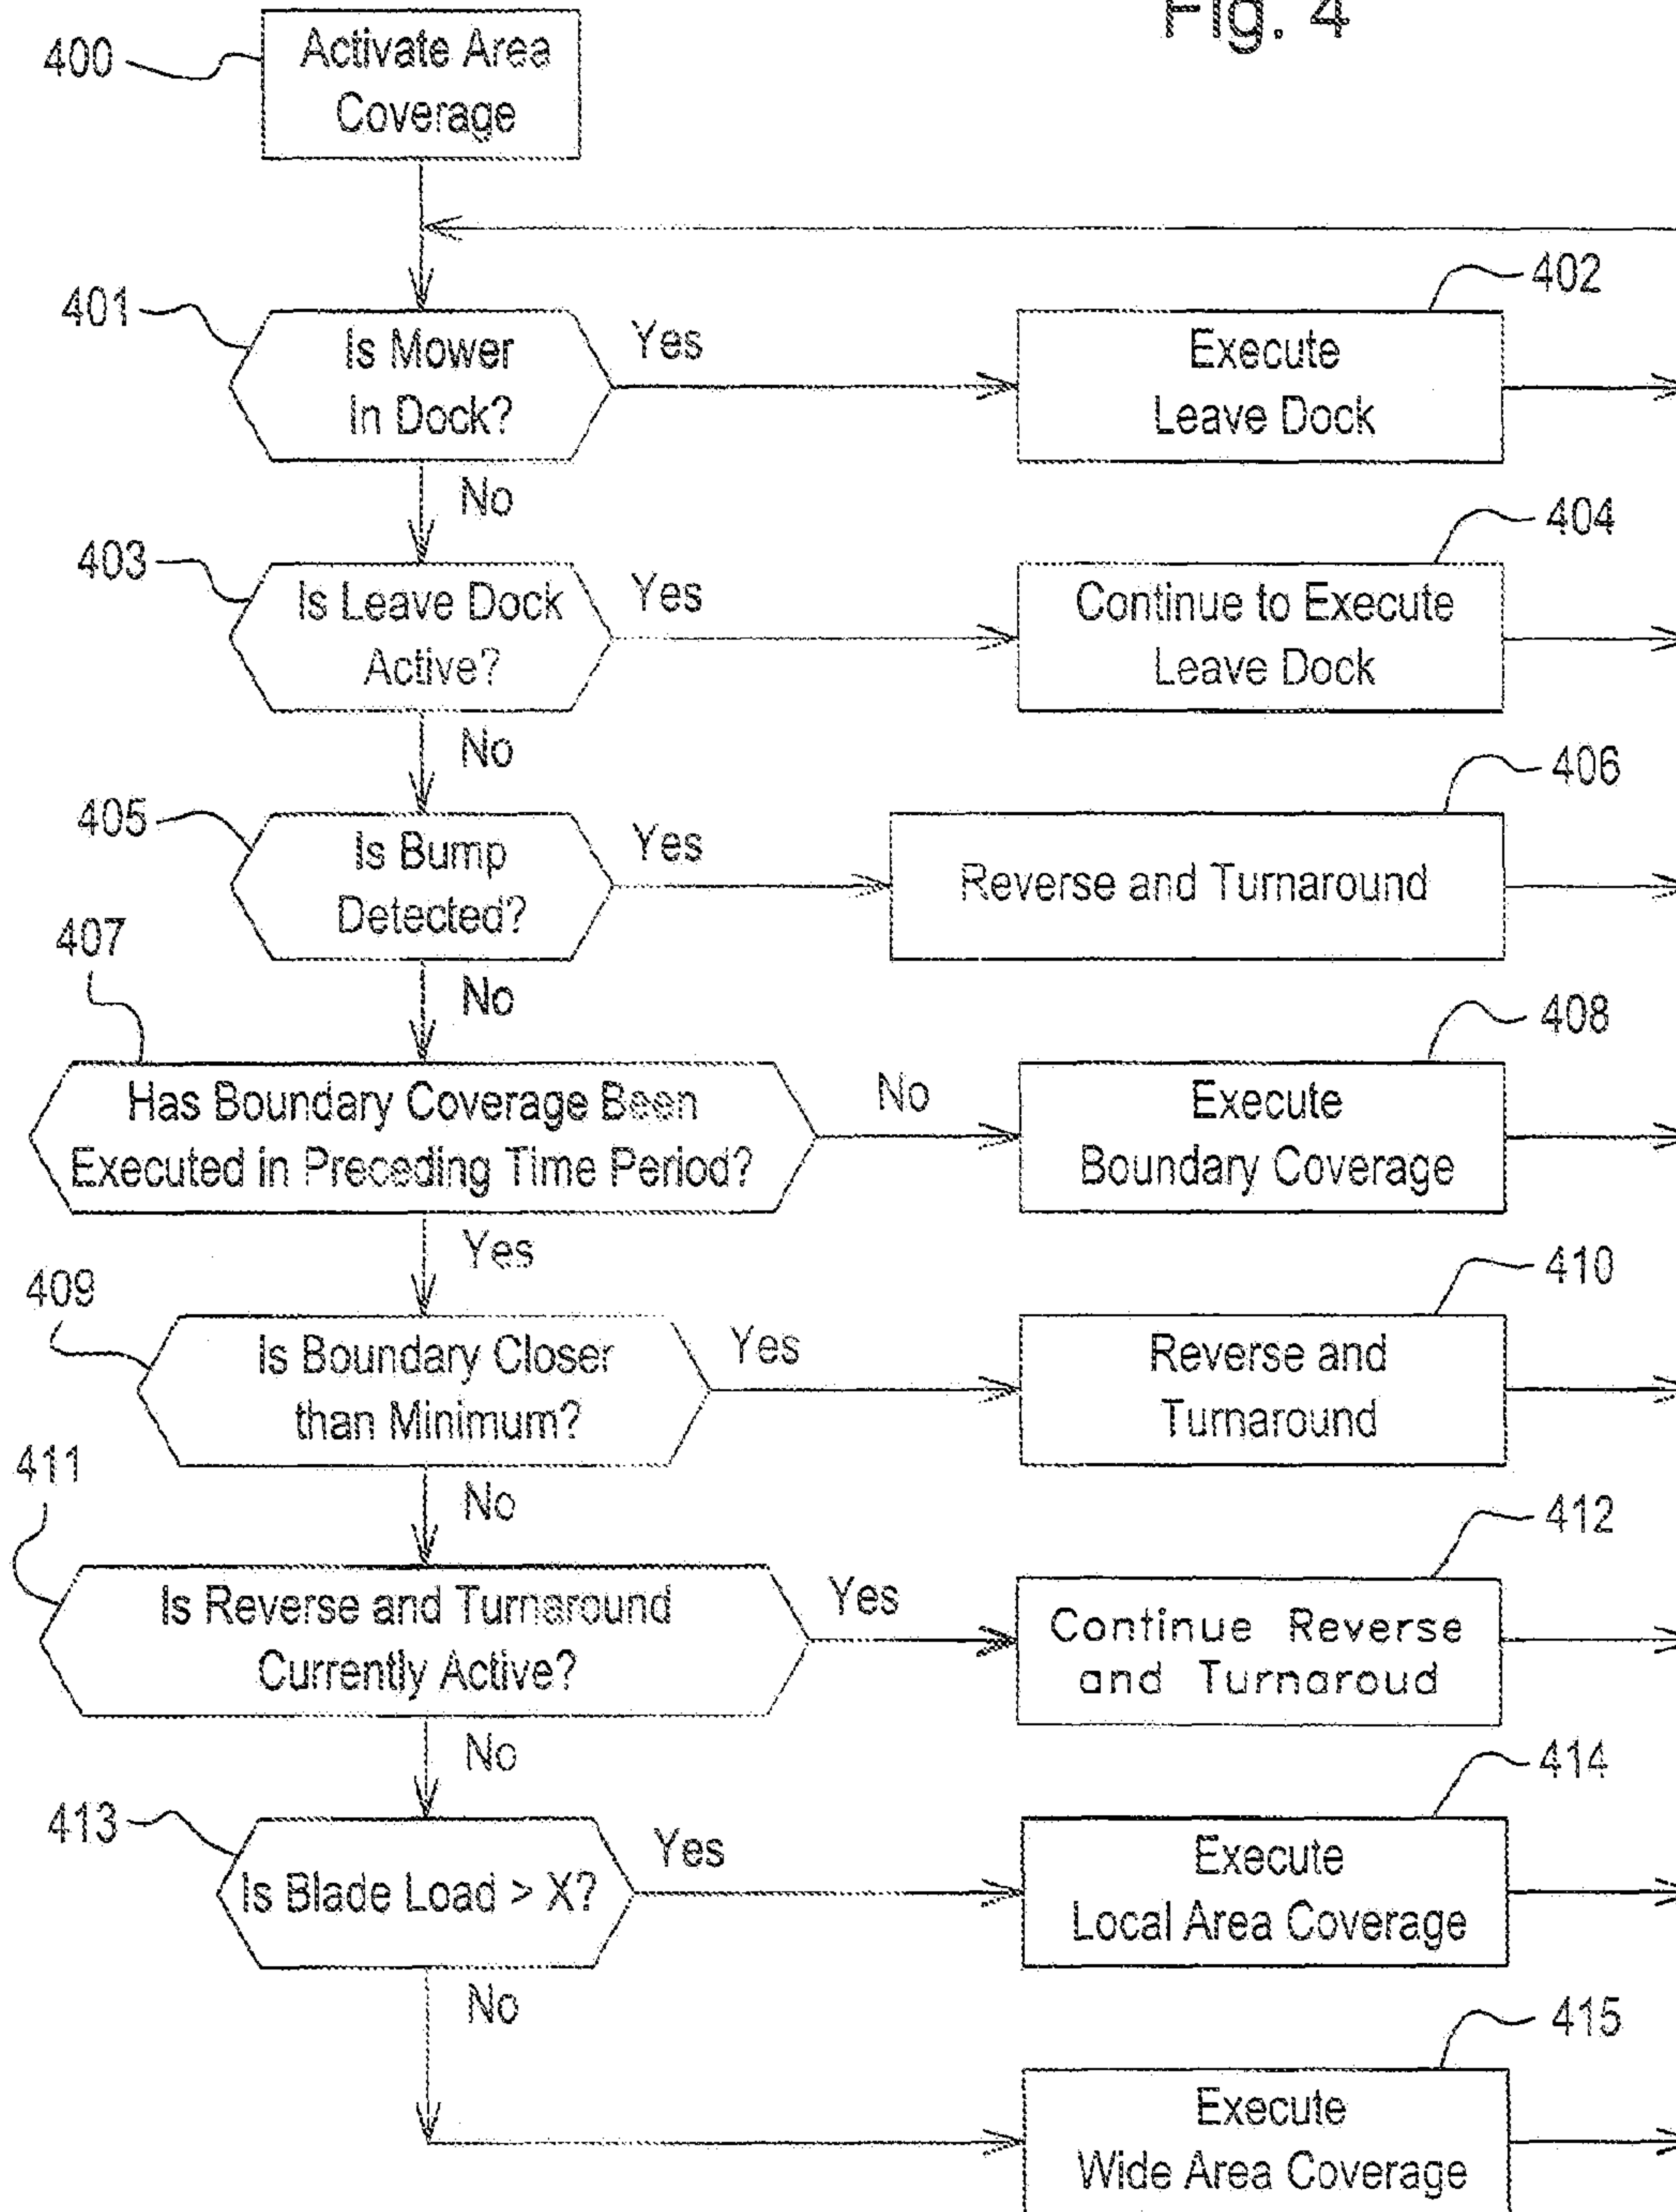 Fig. 4
400
Activate Area
Coverage
401
Is Mower
In Dock?
Yes
402
Execute
Leave Dock
No
403
Is Leave Dock
Active?
Yes
404
Continue to Execute
Leave Dock
No
405
Is Bump
Detected?
Yes
406
Reverse and Turnaround
No
407
Has Boundary Coverage Been
Executed in Preceding Time Period?
No
408
Execute
Boundary Coverage
Yes
409
Is Boundary Closer
than Minimum?
Yes
410
Reverse and
Turnaround
No
411
Is Reverse and Turnaround
Currently Active?
Yes
412
Continue Reverse
and Turnaroud
No
413
Is Blade Load > X?
Yes
414
Execute
Local Area Coverage
No
415
Execute
Wide Area Coverage